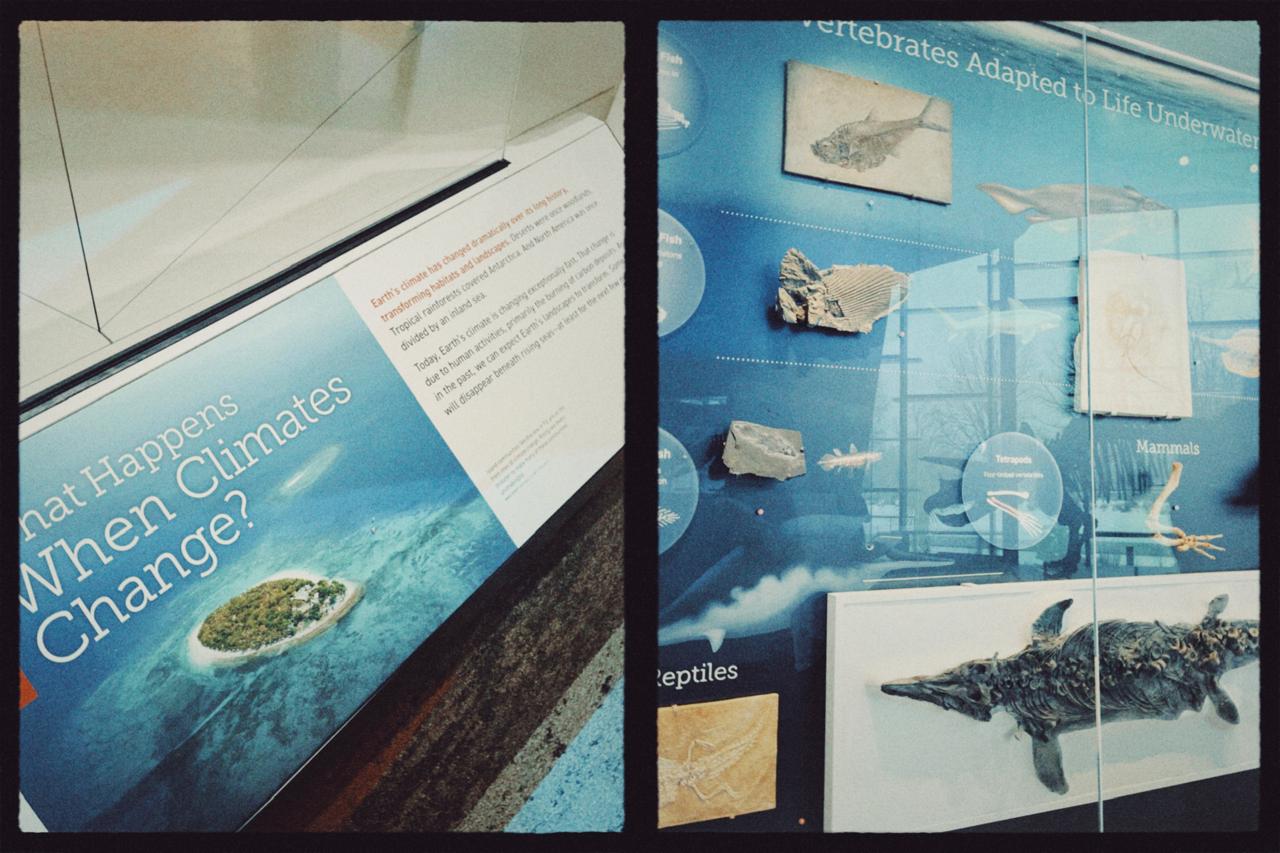 hat Happens
When Climates
Change?
Earth's climate has changed dramatically over its long history,
transforming habitats and landscapes. Deserts were once woodlands.
Tropical rainforests covered Antarctica. And North America was once
divided by an inland sea.
Today, Earth's climate is changing exceptionally fast. That change is
due to human activities, primarily the burning of carbon deposits. As
in the past, we can expect Earth's landscapes to transform. Some
will disappear beneath rising seas—at least for the next few
Vertebrates Adapted to Life Underwater
Fish
Fish
Tetrapods
Four-limbed vertebrates
Mammals
Reptiles